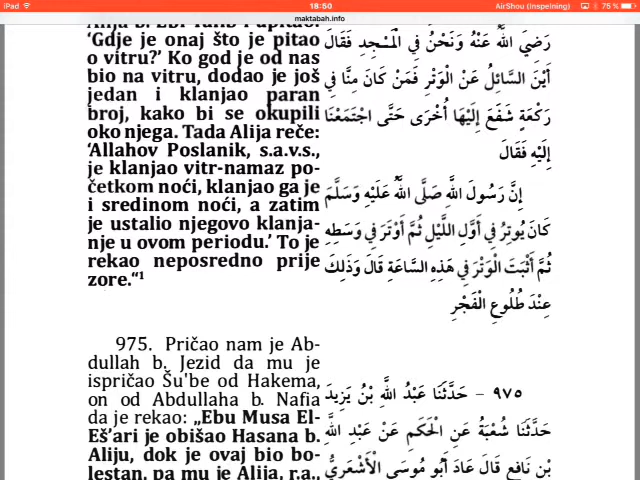 iPad 18:50 AirShou (inspelning) 75 %
maktabah.info
‘Gdje je onaj što je pitao
o vitru?’ Ko god je od nas
bio na vitru, dodao je još
jedan i klanjao paran
broj, kako bi se okupili
oko njega. Tada Alija reče:
‘Allahov Poslanik, s.a.v.s.,
je klanjao vitr-namaz po-
četkom noći, klanjao ga je
i sredinom noći, a zatim
je ustalio njegovo klanja-
nje u ovom periodu.’ To je
rekao neposredno prije
zore.“¹
رَضِيَ اللهُ عَنْهُ وَنَحْنُ فِي الْمَسْجِدِ فَقَالَ
أَيْنَ السَّائِلُ عَنْ الْوَتْرِ فَمَنْ كَانَ مِنَّا فِي
رَكْعَةٍ شَفَعَ إِلَيْهَا أُخْرَى حَتَّى اجْتَمَعْنَا
إِلَيْهِ فَقَالَ
إِنَّ رَسُولَ اللهِ صَلَّى اللهُ عَلَيْهِ وَسَلَّمَ
كَانَ يُوتِرُ فِي أَوَّلِ اللَّيْلِ ثُمَّ أَوْتَرَ فِي وَسَطِهِ
ثُمَّ أَثْبَتَ الْوَتْرَ فِي هَذِهِ السَّاعَةِ قَالَ وَذَلِكَ
عِنْدَ طُلُوعِ الْفَجْرِ
975. Pričao nam je Ab-
dullah b. Jezid da mu je
ispričao Šu'be od Hakema,
on od Abdullaha b. Nafia
da je rekao: „Ebu Musa El-
Eš'ari je obišao Hasana b.
Aliju, dok je ovaj bio bo-
lestan, pa mu je Alija, r.a.,
٩٧٥ - حَدَّثَنَا عَبْدُ اللهِ بْنُ يَزِيدَ
حَدَّثَنَا شُعْبَةُ عَنِ الْحَكَمِ عَنْ عَبْدِ اللهِ
بْنِ نَافِعٍ قَالَ عَادَ أَبُو مُوسَى الْأَشْعَرِيُّ